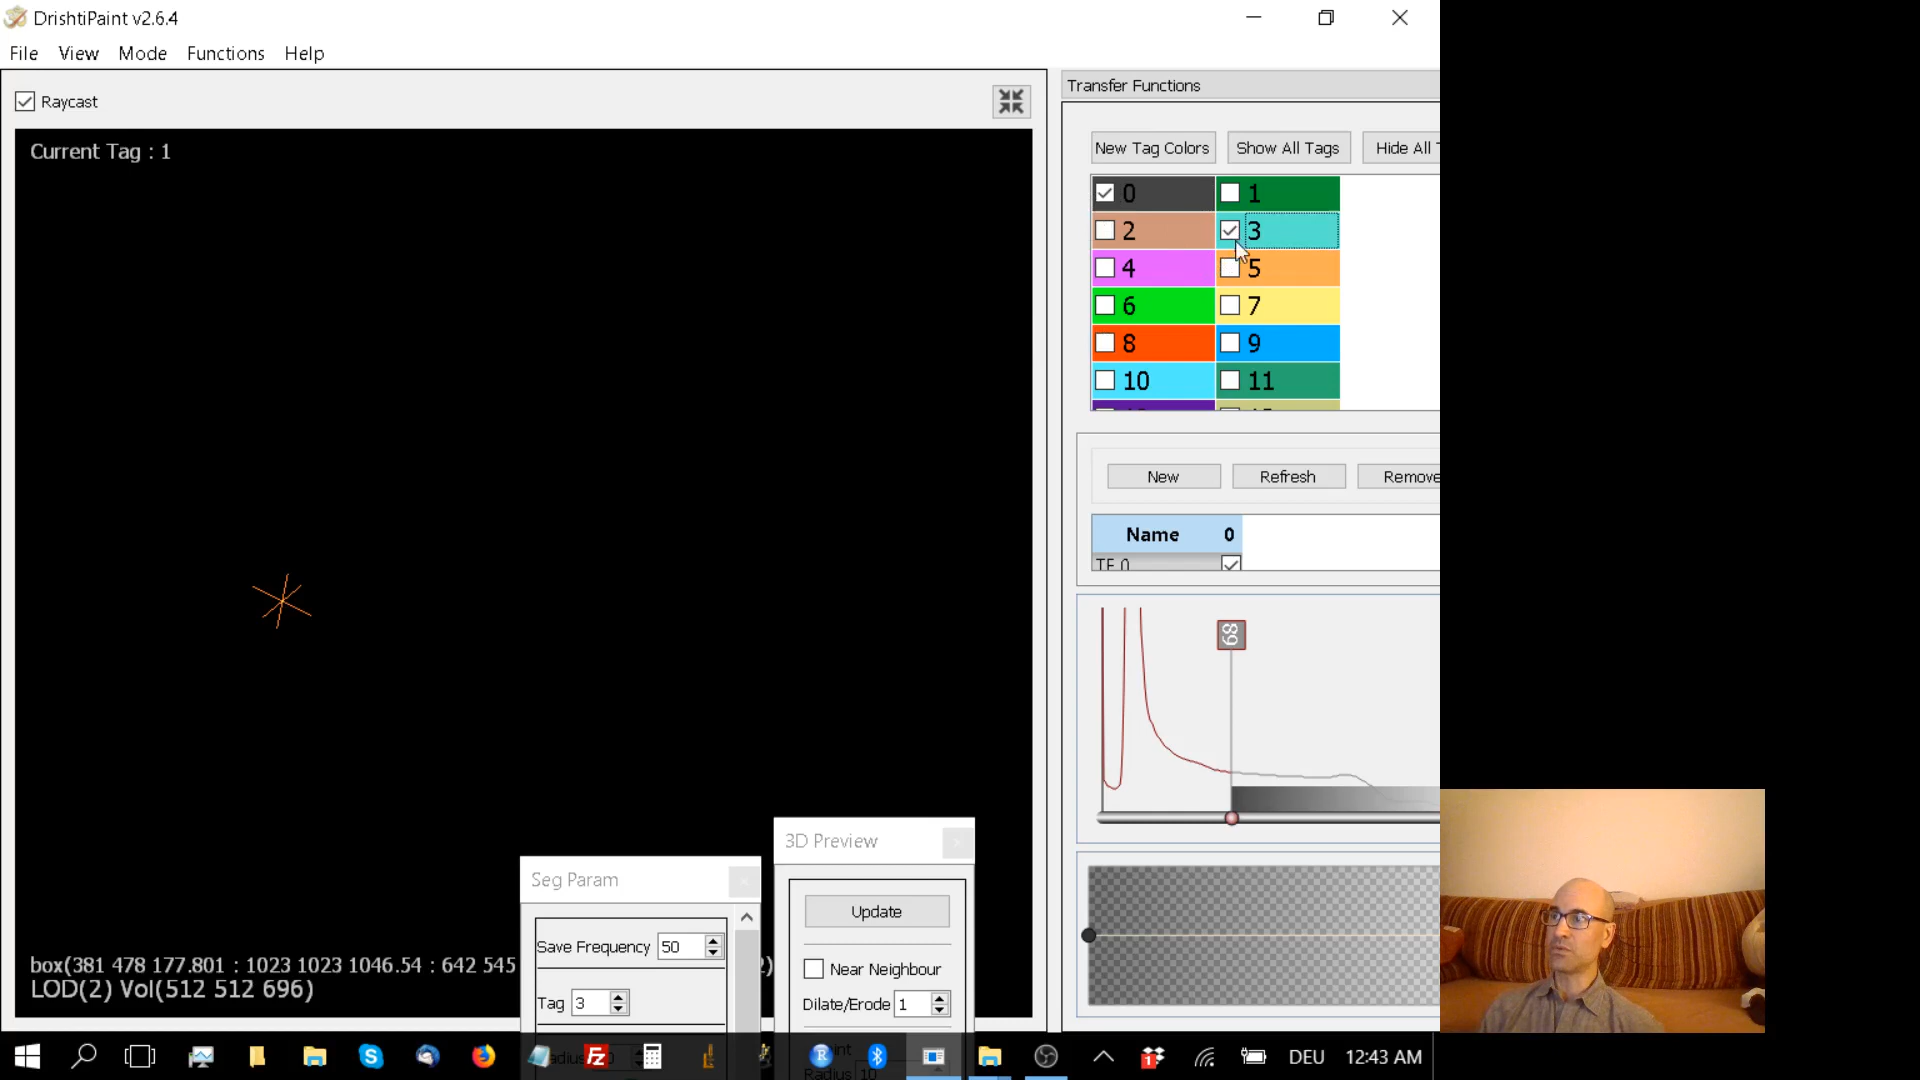 DrishtiPaint v2.6.4
File View Mode Functions Help
Raycast
Current Tag : 1
Transfer Functions
New Tag Colors Show All Tags Hide All
0 1
2 3
4 5
6 7
8 9
10 11
New Refresh Remove
Name 0
TF 0
68
3D Preview
Update
Near Neighbour
Dilate/Erode 1
Radius 10
Seg Param
Save Frequency 50
Tag 3
box(381 478 177.801 : 1023 1023 1046.54 : 642 545
LOD(2) Vol(512 512 696)
DEU 12:43 AM